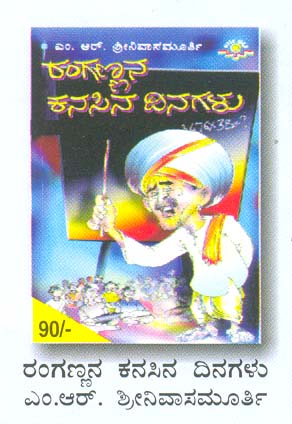 ಎಂ. ಆರ್. ಶ್ರೀನಿವಾಸಮೂರ್ತಿ
ರಂಗಣ್ಣನ
ಕನಸಿನ ದಿನಗಳು
90/-
ರಂಗಣ್ಣನ ಕನಸಿನ ದಿನಗಳು
ಎಂ.ಆರ್. ಶ್ರೀನಿವಾಸಮೂರ್ತಿ